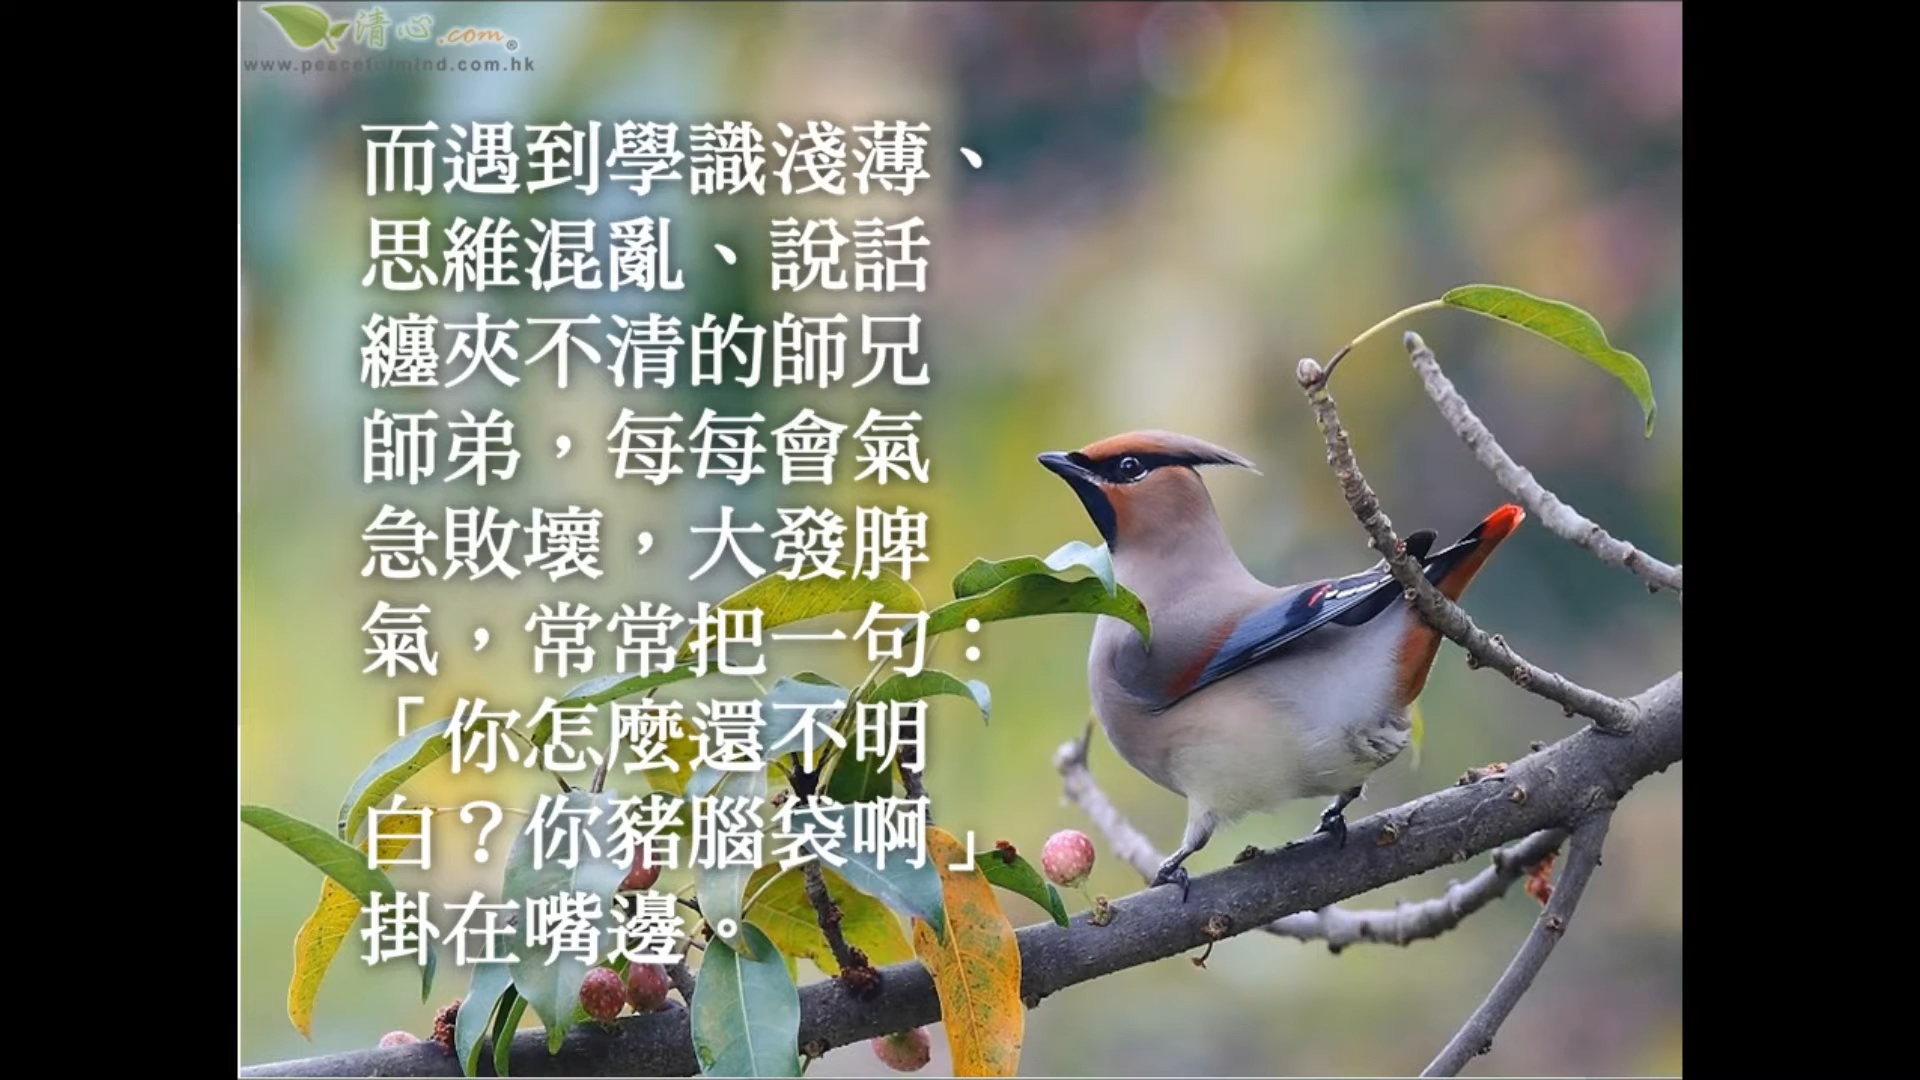 清心.com®
www.peacefulmind.com.hk
而遇到學識淺薄、
思維混亂、說話
纏夾不清的師兄
師弟，每每會氣
急敗壞，大發脾
氣，常常把一句：
「你怎麼還不明
白？你豬腦袋啊」
掛在嘴邊。